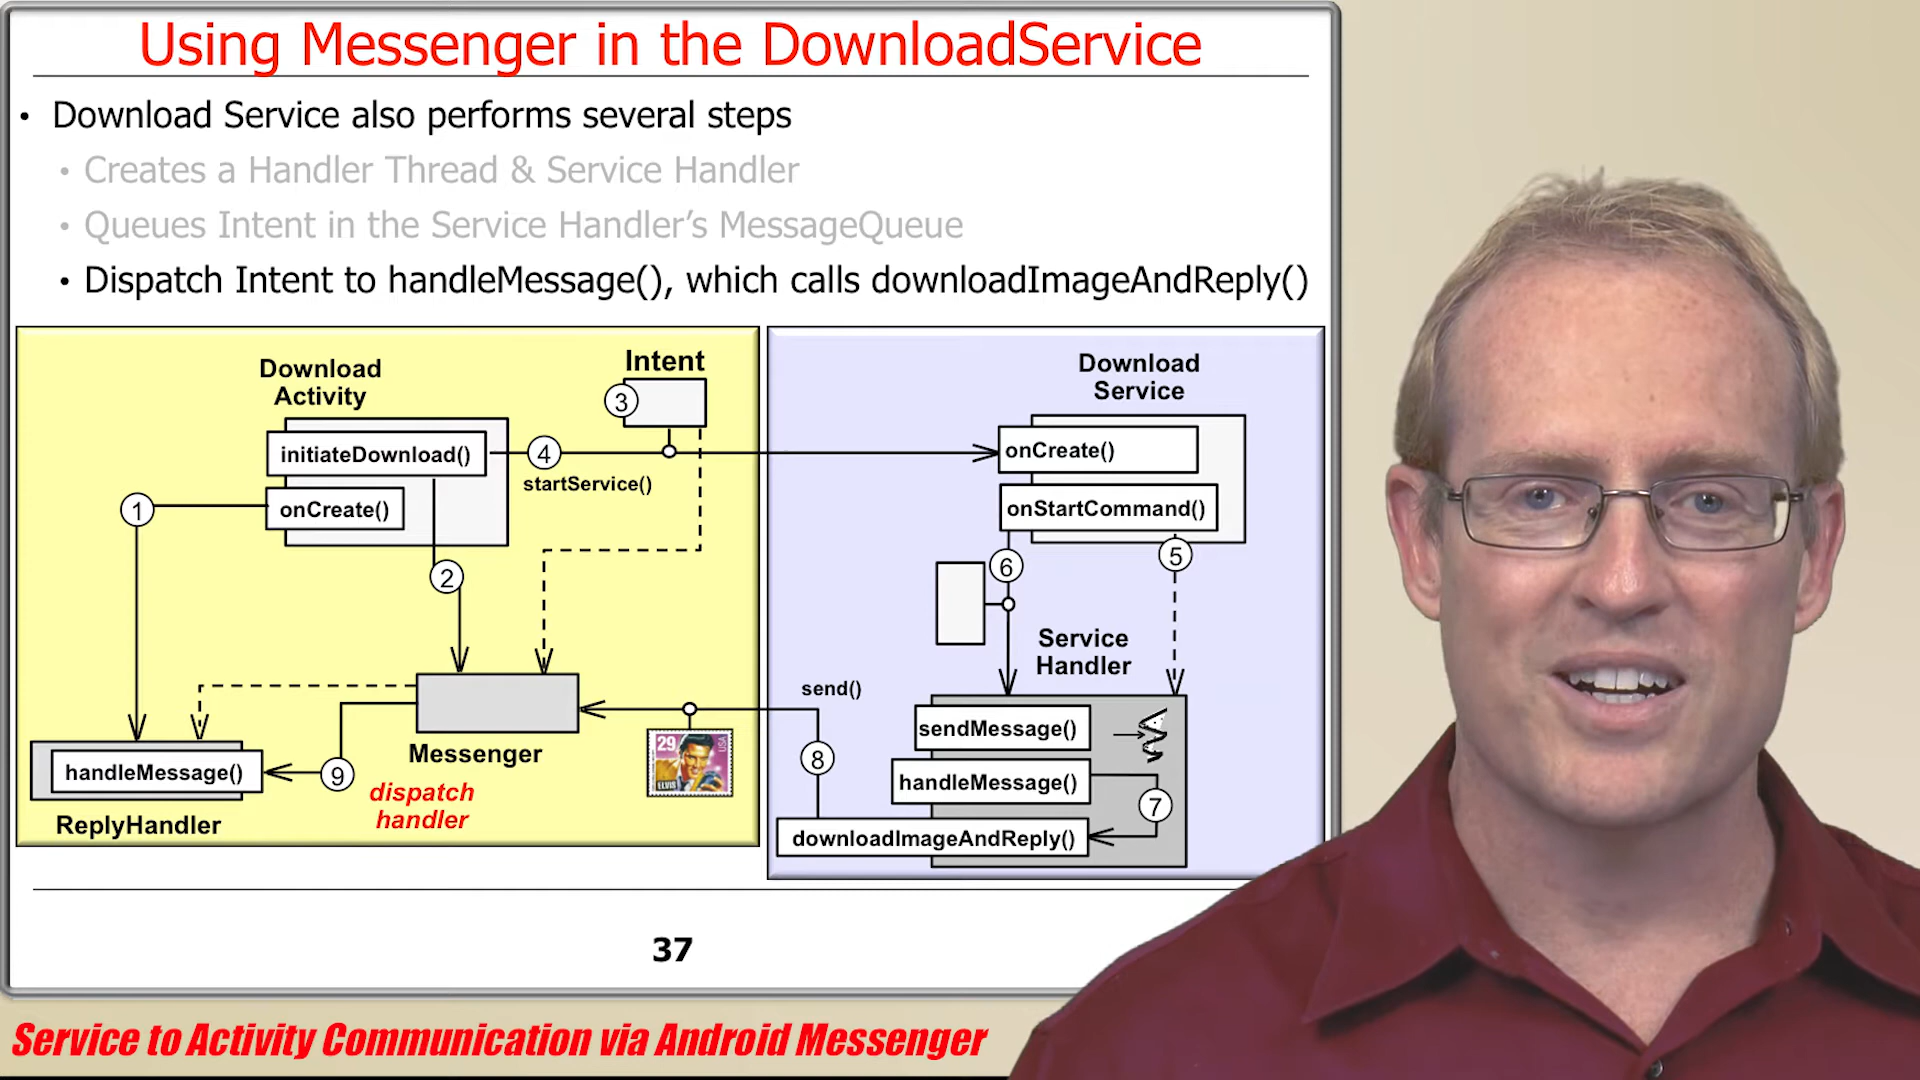 Using Messenger in the DownloadService
• Download Service also performs several steps
• Creates a Handler Thread & Service Handler
• Queues Intent in the Service Handler's MessageQueue
• Dispatch Intent to handleMessage(), which calls downloadImageAndReply()
Download
Activity
Intent
3
initiateDownload()
4
startService()
onCreate()
1
2
Messenger
handleMessage()
9
dispatch
handler
ReplyHandler
29
USA
ELVIS
send()
8
Download
Service
onCreate()
onStartCommand()
5
6
Service
Handler
sendMessage()
handleMessage()
7
downloadImageAndReply()
37
Service to Activity Communication via Android Messenger